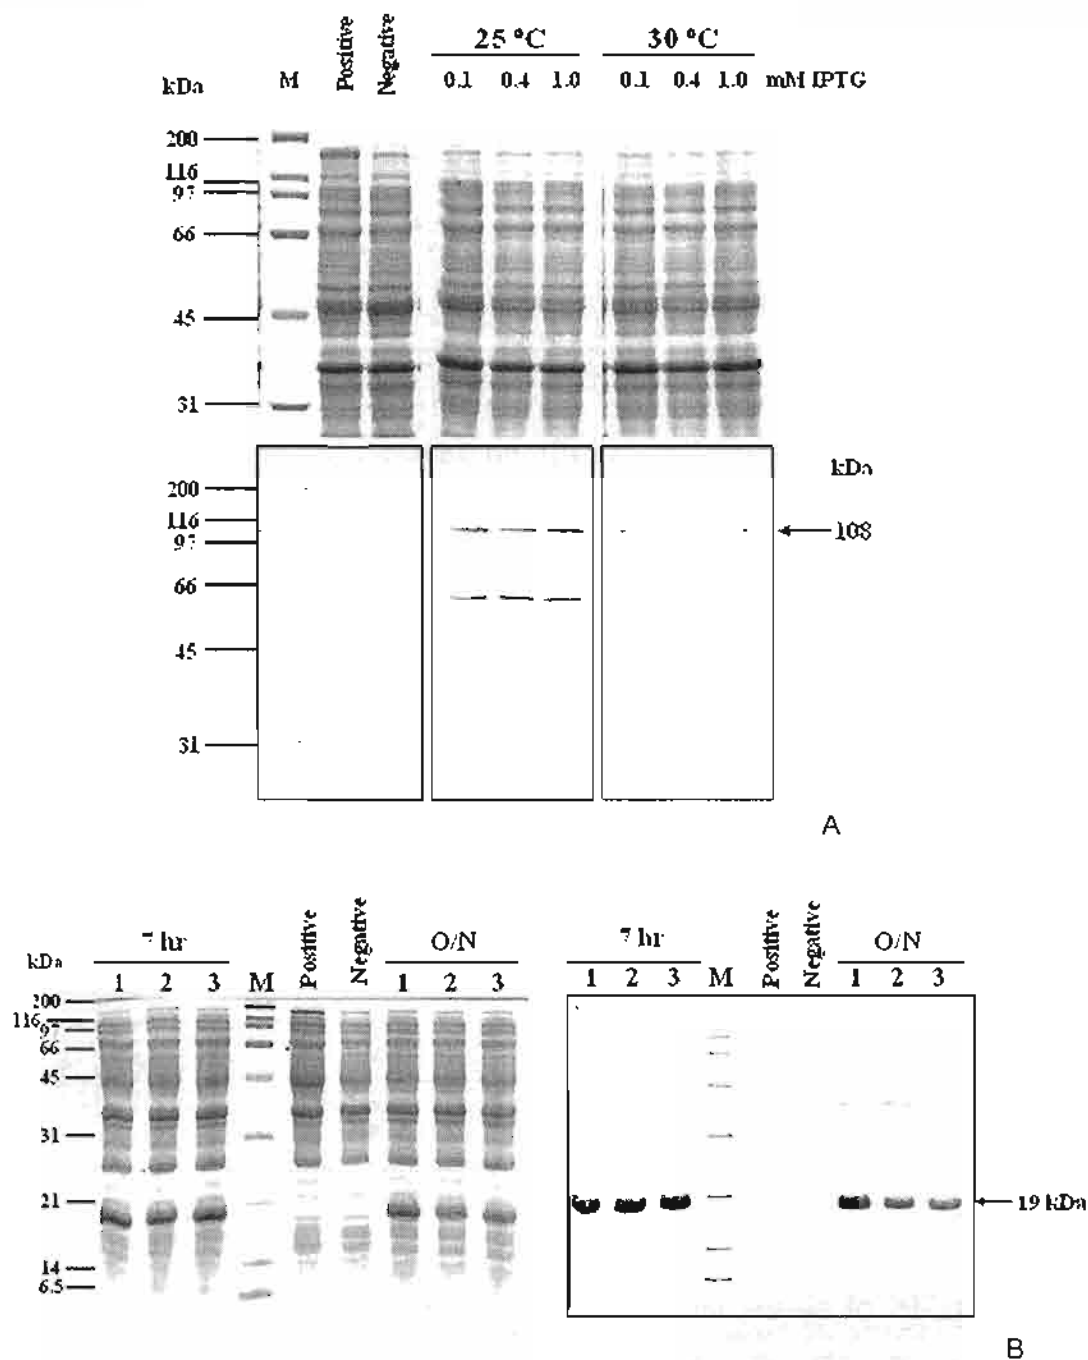 25 ºC 30 ºC
Positive
Negative
kDa M 0.1 0.4 1.0 0.1 0.4 1.0 mM IPTG
200
116
97
66
45
31
kDa
200
116
108
97
66
45
31
A
7 hr Positive Negative O/N
kDa 1 2 3 M 1 2 3
200
116
97
66
45
31
21
14
6.5
7 hr Positive Negative O/N
1 2 3 M 1 2 3
19 kDa
B